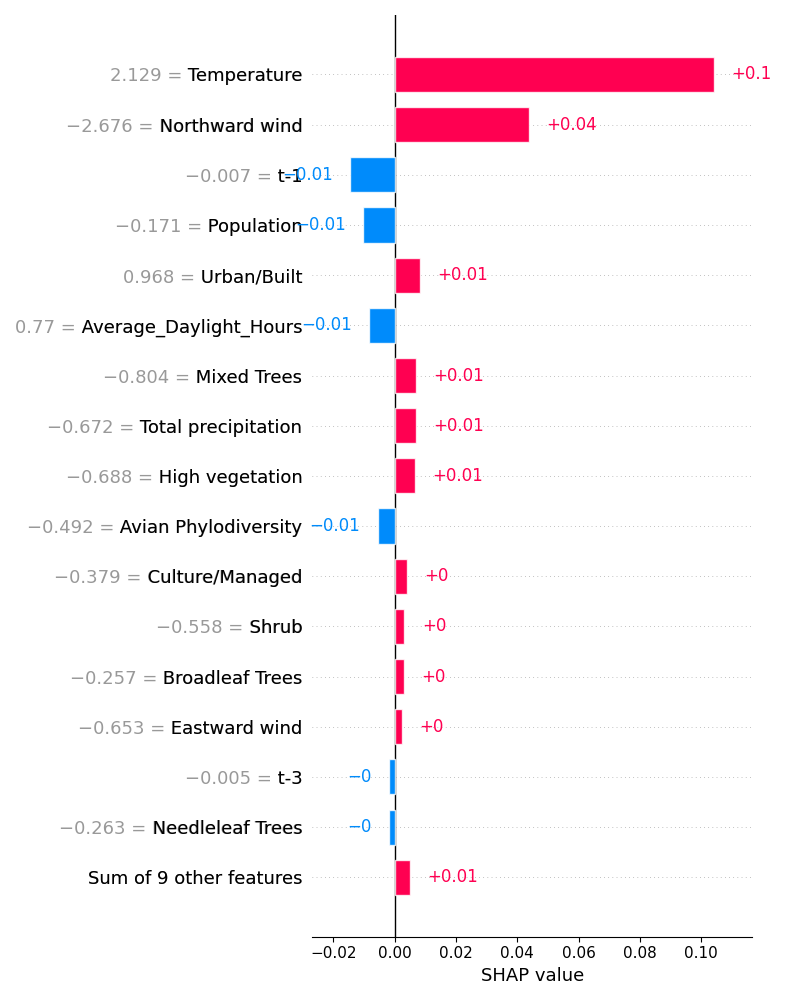 2.129 = Temperature +0.1
−2.676 = Northward wind +0.04
−0.007 = t-1 −0.01
−0.171 = Population −0.01
0.968 = Urban/Built +0.01
0.77 = Average_Daylight_Hours −0.01
−0.804 = Mixed Trees +0.01
−0.672 = Total precipitation +0.01
−0.688 = High vegetation +0.01
−0.492 = Avian Phylodiversity −0.01
−0.379 = Culture/Managed +0
−0.558 = Shrub +0
−0.257 = Broadleaf Trees +0
−0.653 = Eastward wind +0
−0.005 = t-3 −0
−0.263 = Needleleaf Trees −0
Sum of 9 other features +0.01
−0.02 0.00 0.02 0.04 0.06 0.08 0.10
SHAP value